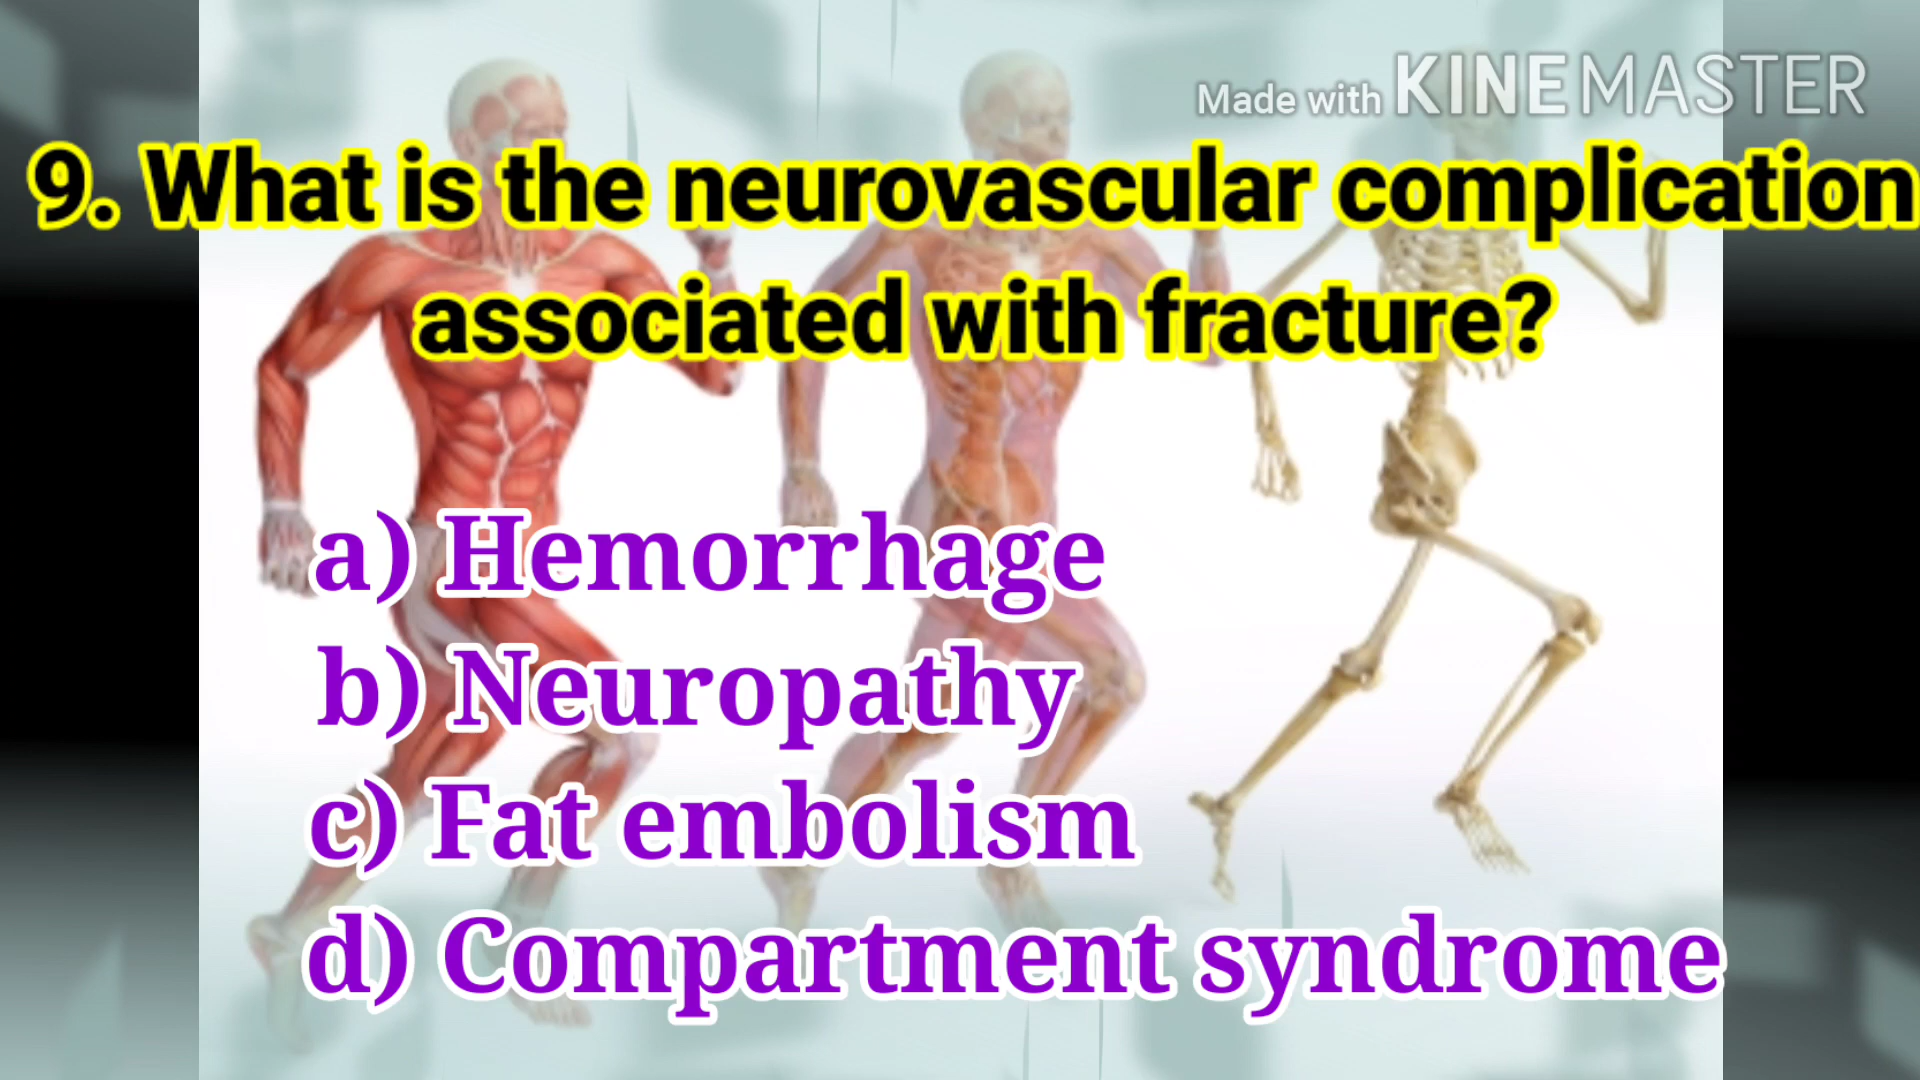 Made with KINEMASTER
9. What is the neurovascular complication
associated with fracture?
a) Hemorrhage
b) Neuropathy
c) Fat embolism
d) Compartment syndrome